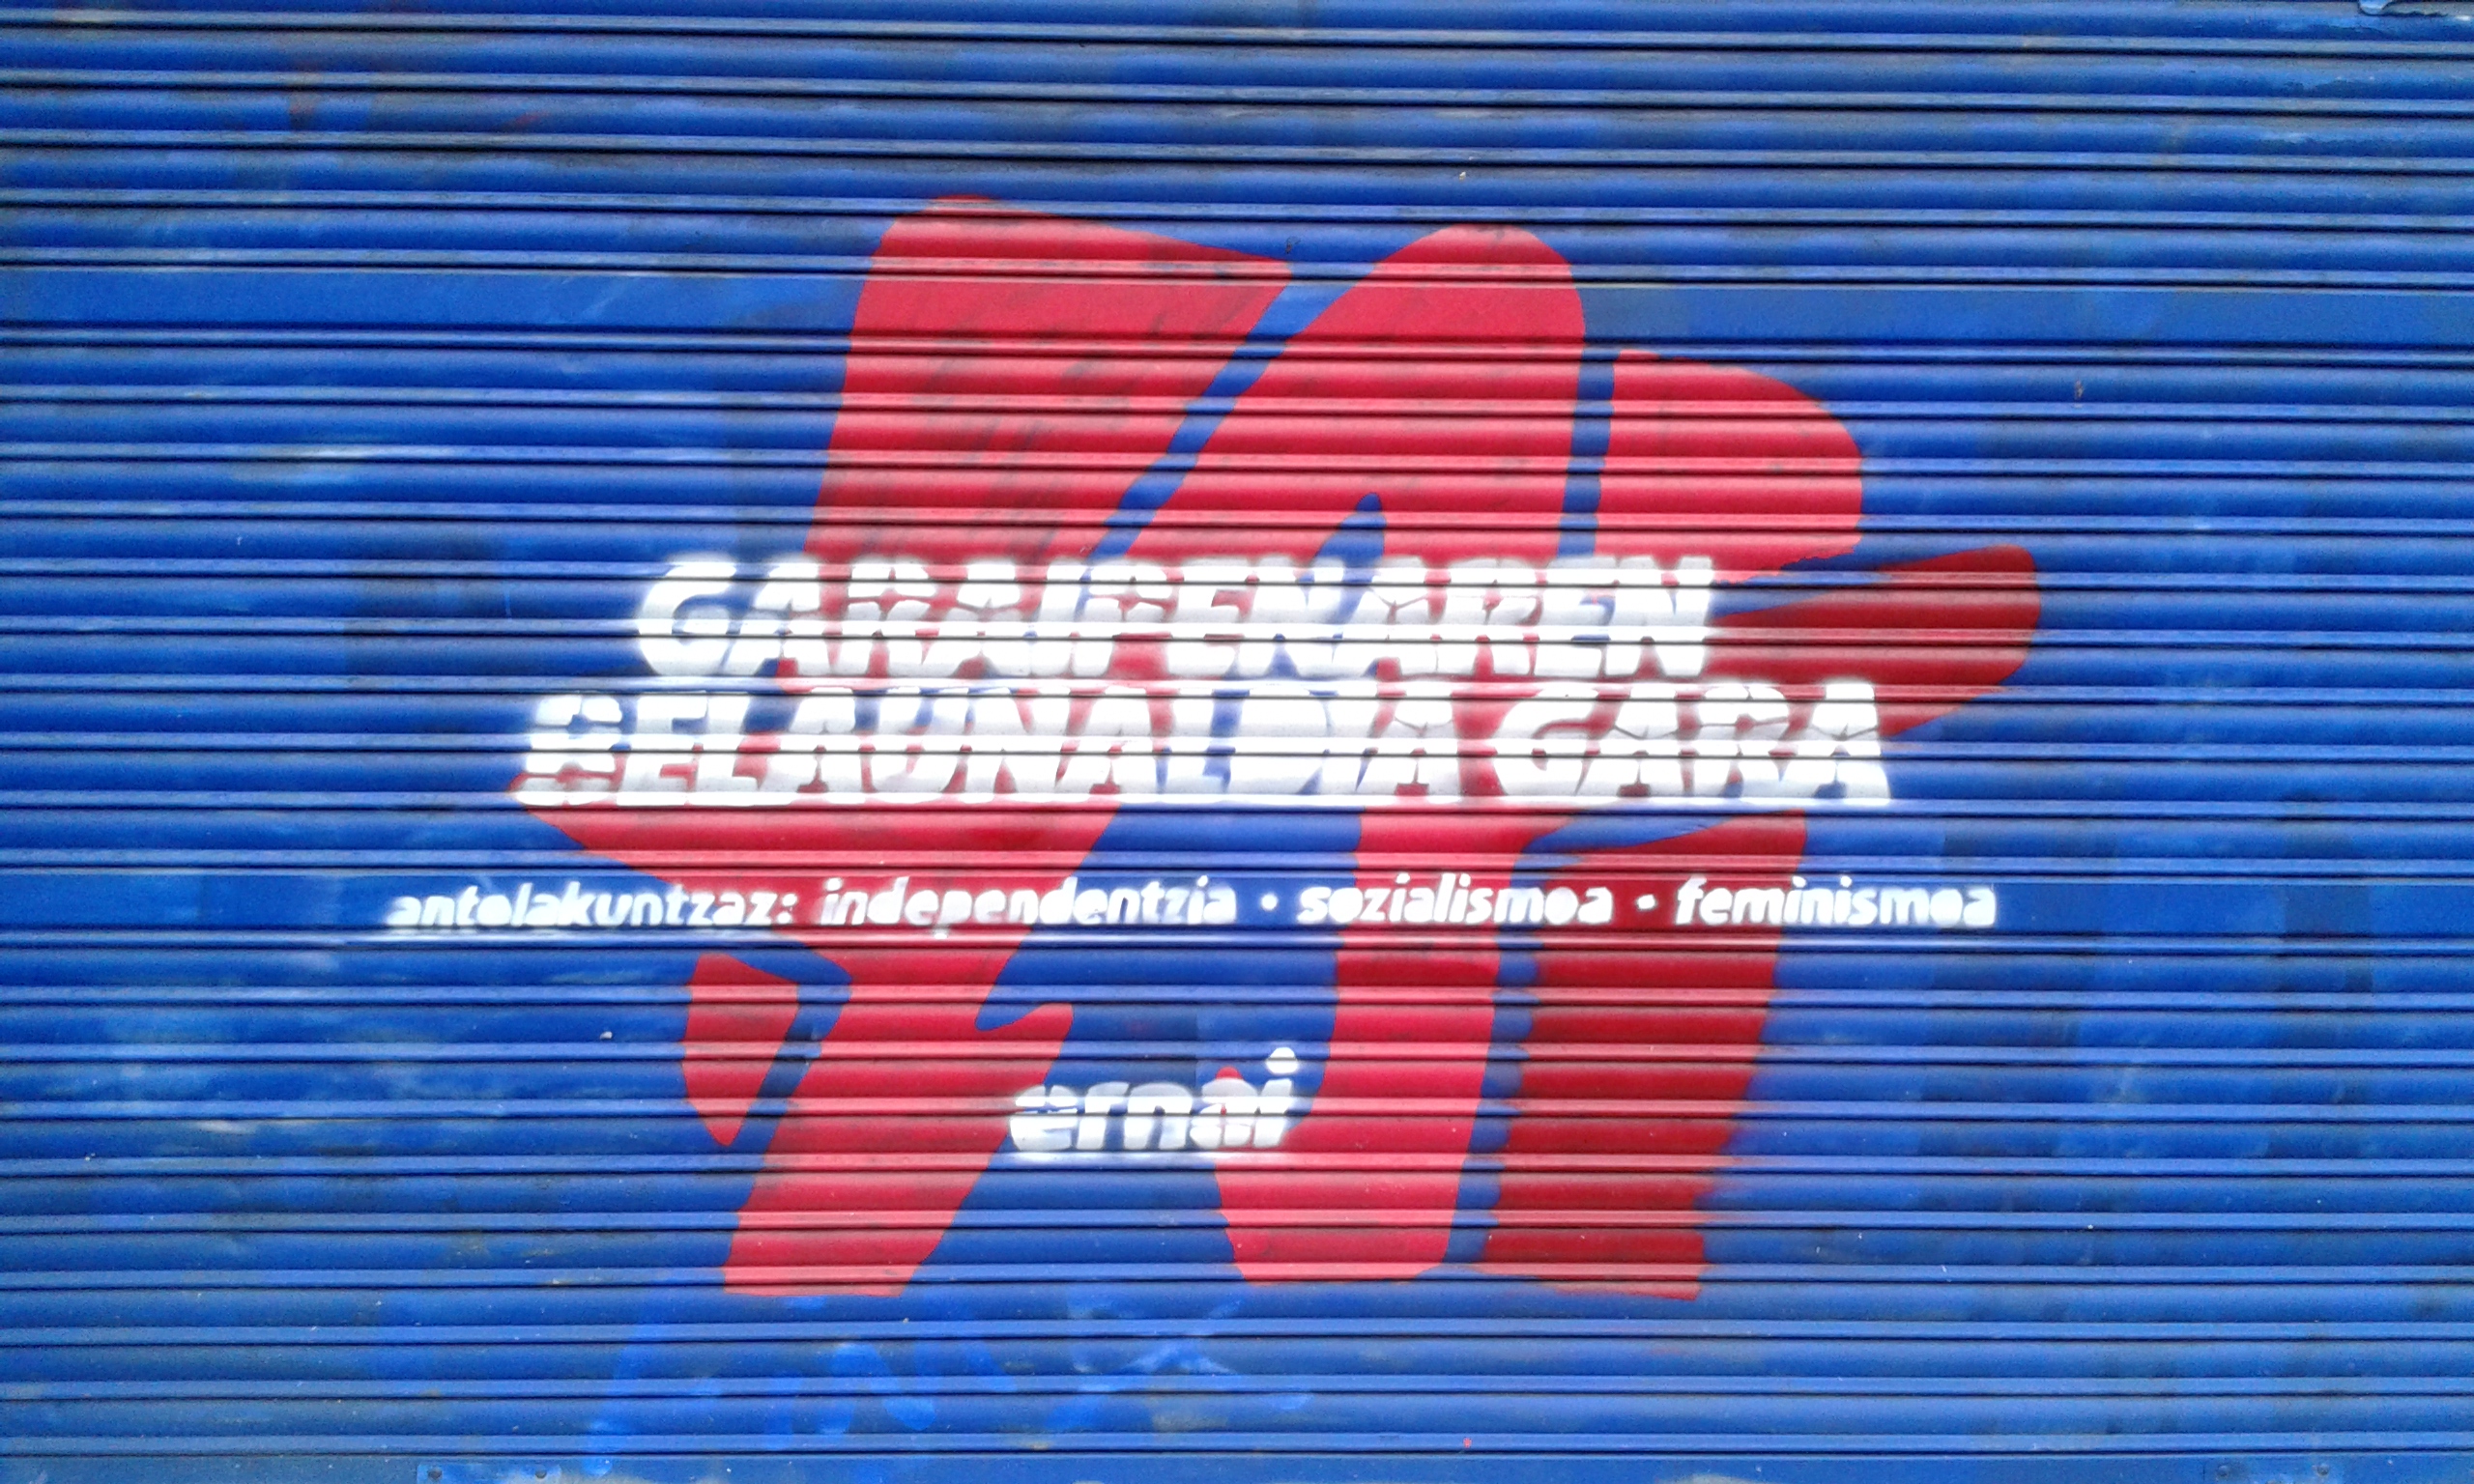 GARAIPENAREN
BELAUNALDIA GARA
antolakuntzaz: independentzia • sozialismoa • feminismoa
ernai